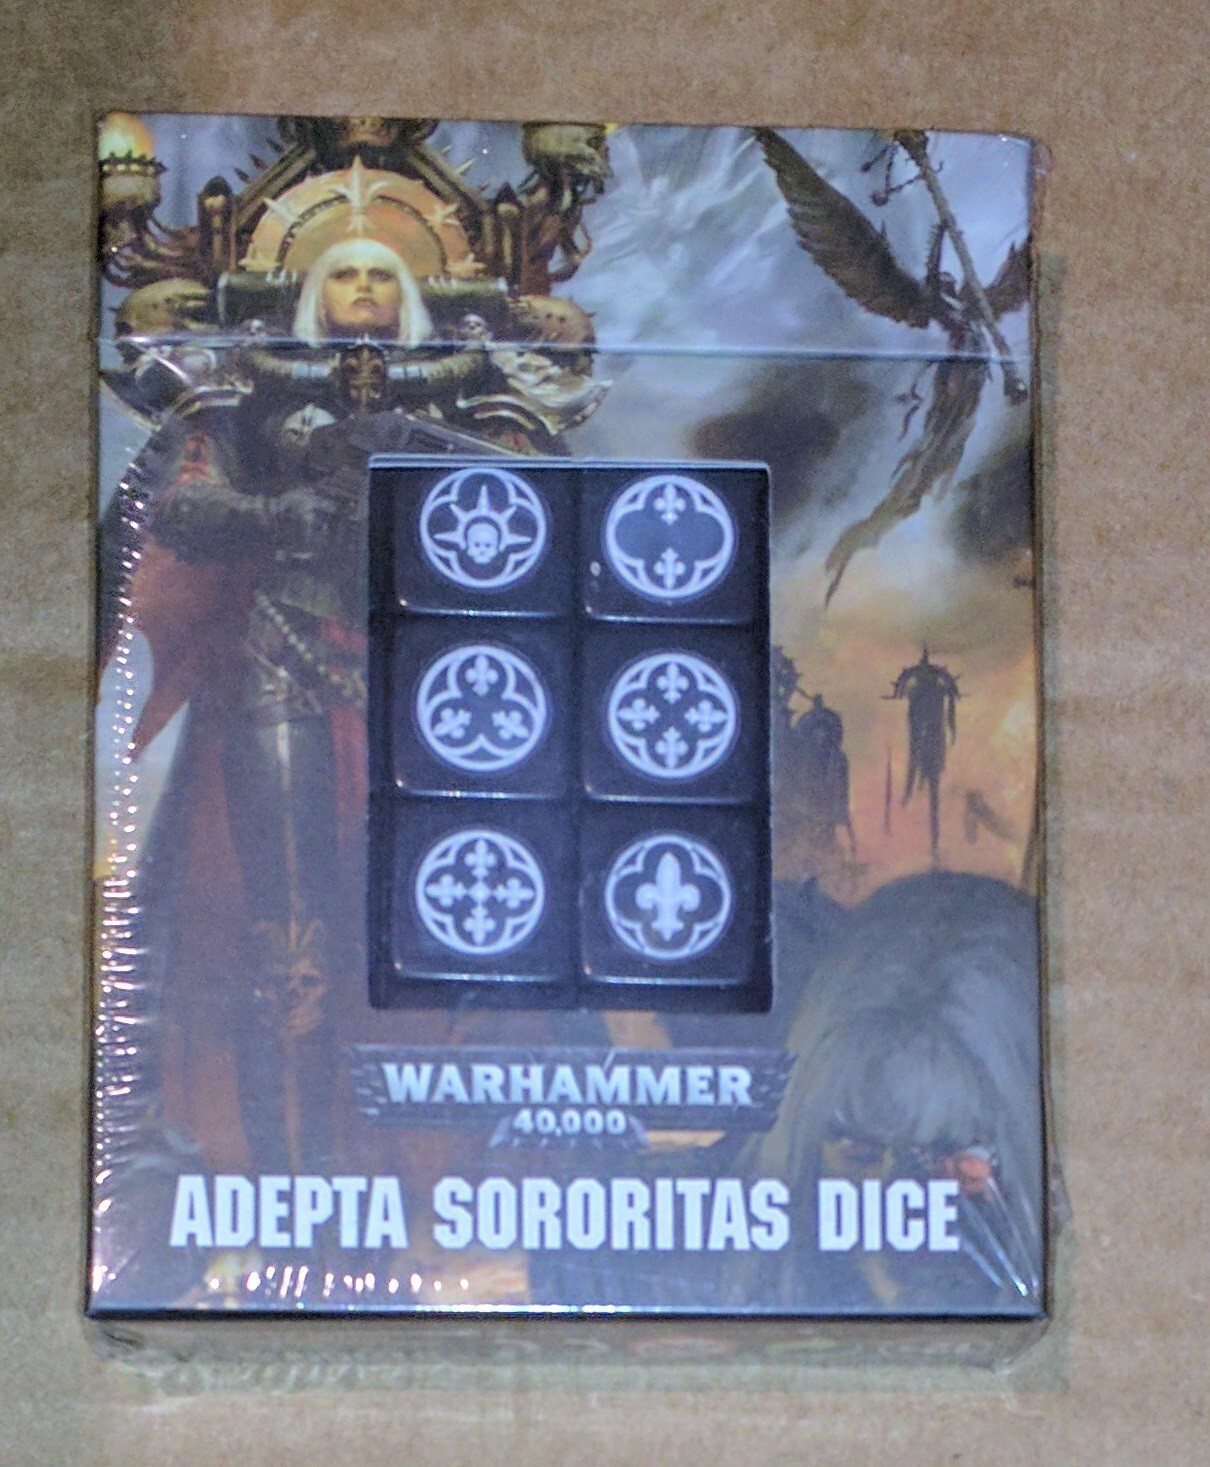 WARHAMMER
40,000
ADEPTA SORORITAS DICE